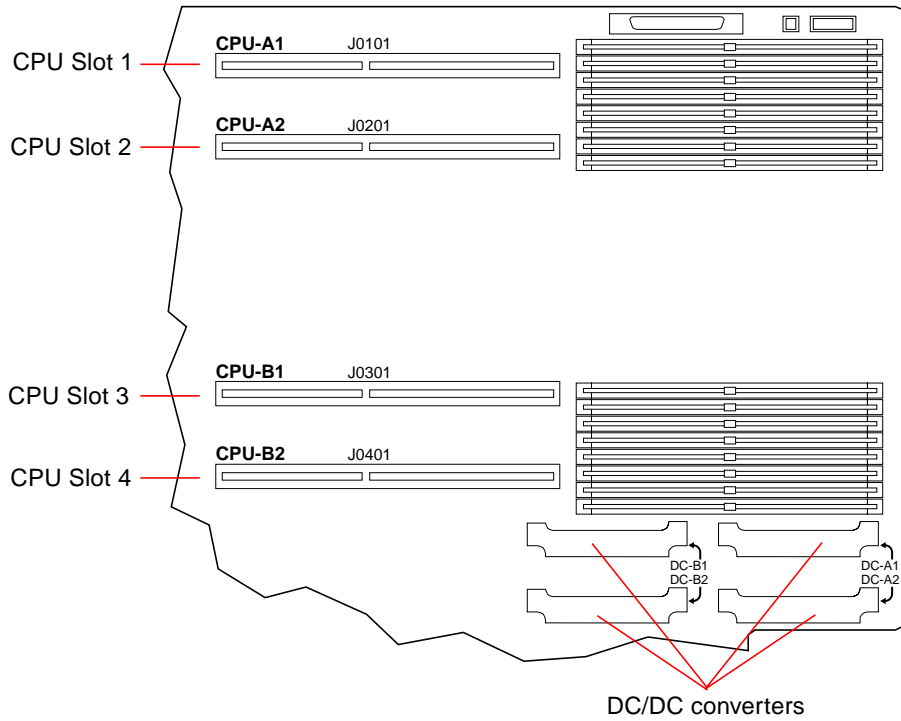 CPU-A1 J0101
CPU Slot 1
CPU-A2 J0201
CPU Slot 2
CPU-B1 J0301
CPU Slot 3
CPU-B2 J0401
CPU Slot 4
DC-B1
DC-B2
DC-A1
DC-A2
DC/DC converters